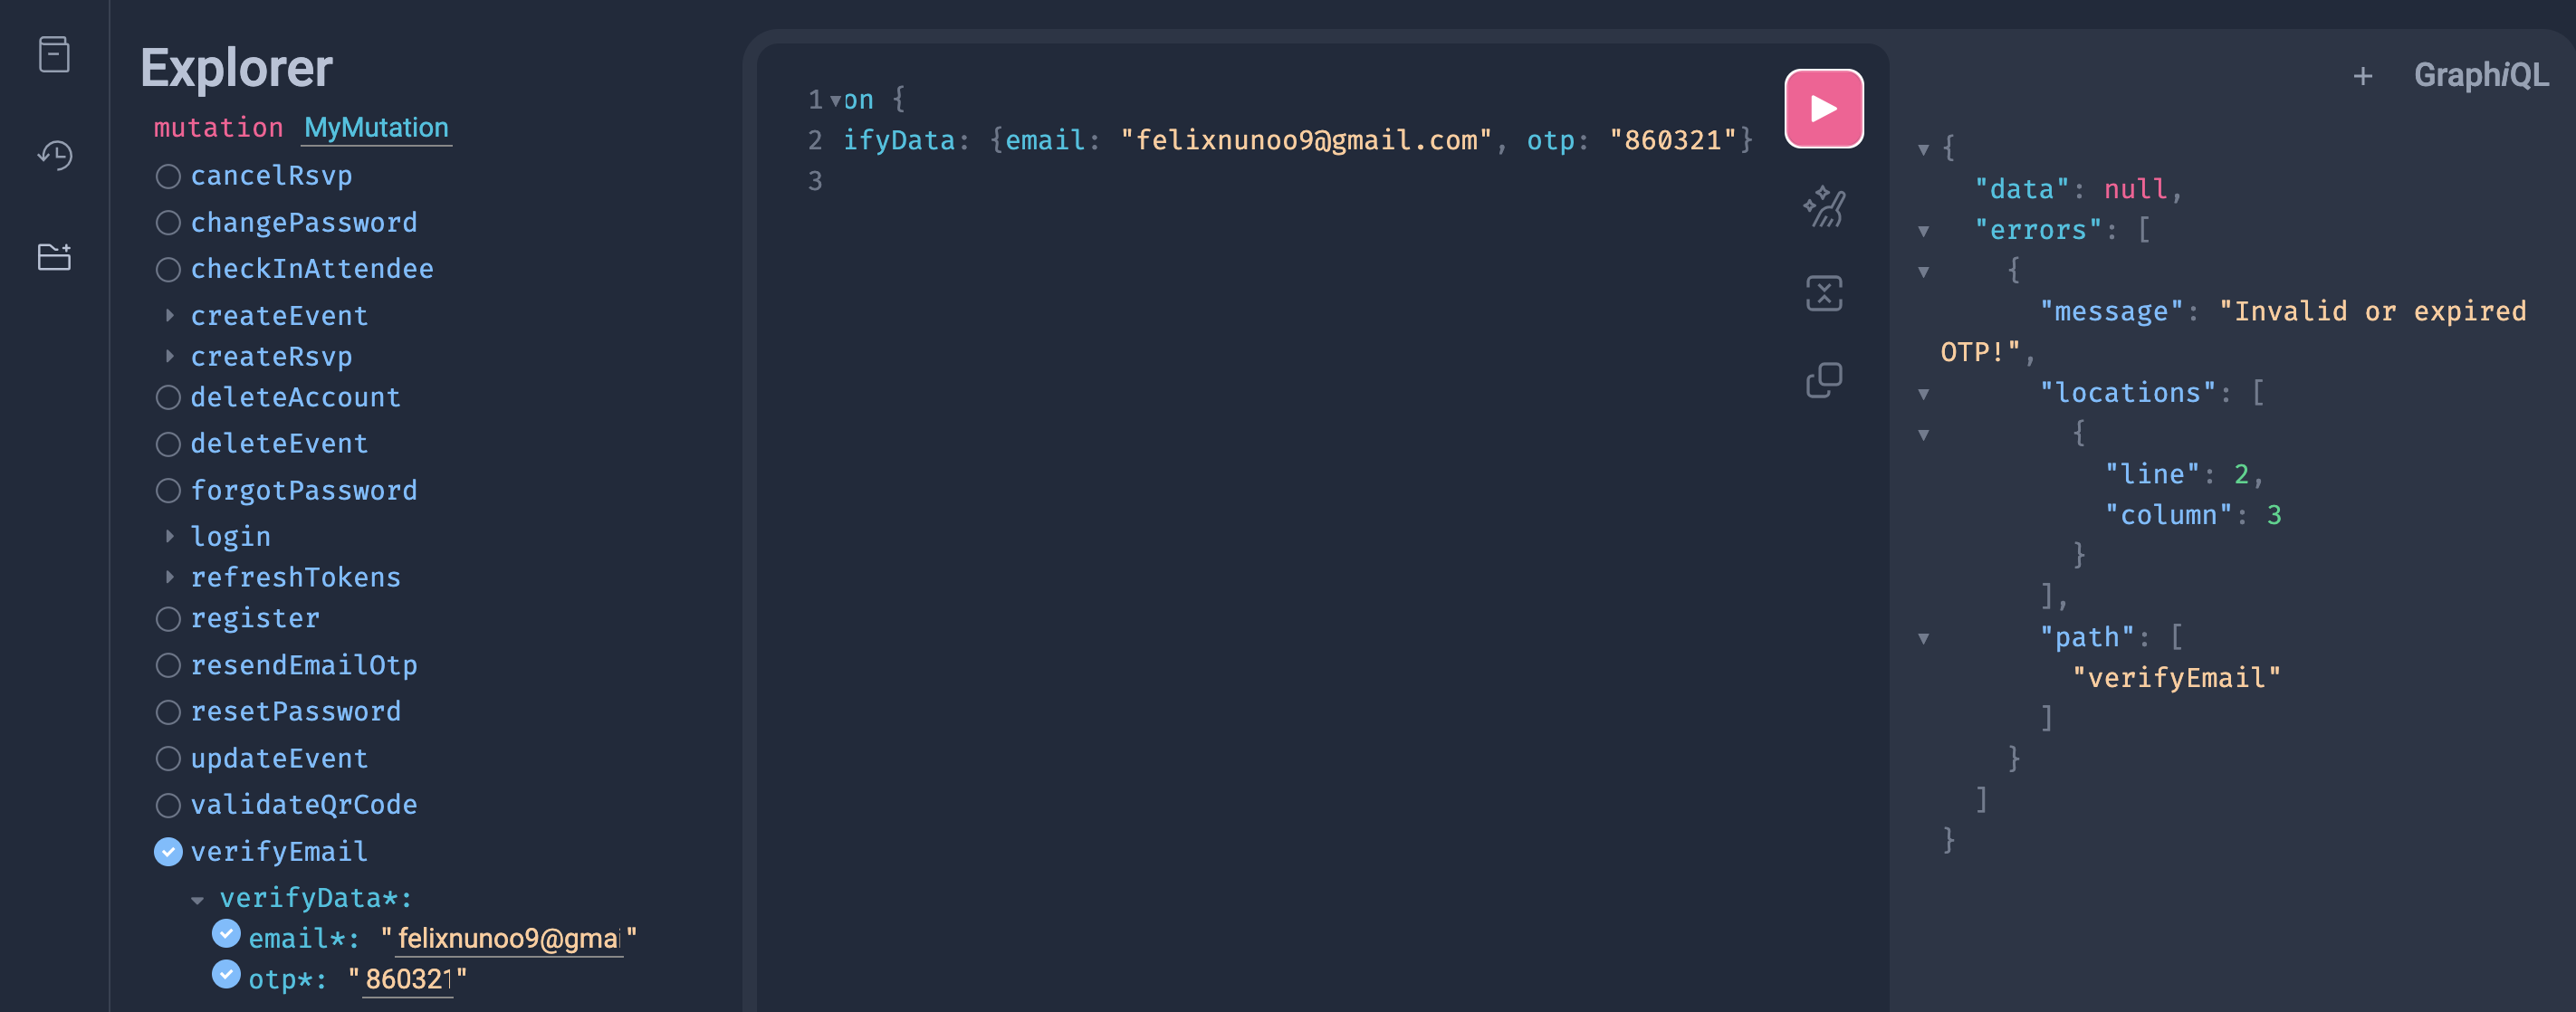 Explorer
mutation MyMutation
cancelRsvp
changePassword
checkInAttendee
createEvent
createRsvp
deleteAccount
deleteEvent
forgotPassword
login
refreshTokens
register
resendEmailOtp
resetPassword
updateEvent
validateQrCode
verifyEmail
verifyData*:
email*: "felixnunoo9@gmai"
otp*: "860321"
1 on {
2 ifyData: {email: "felixnunoo9@gmail.com", otp: "860321"}
3
+ GraphiQL
{
"data": null,
"errors": [
{
"message": "Invalid or expired
OTP!",
"locations": [
{
"line": 2,
"column": 3
}
],
"path": [
"verifyEmail"
]
}
]
}